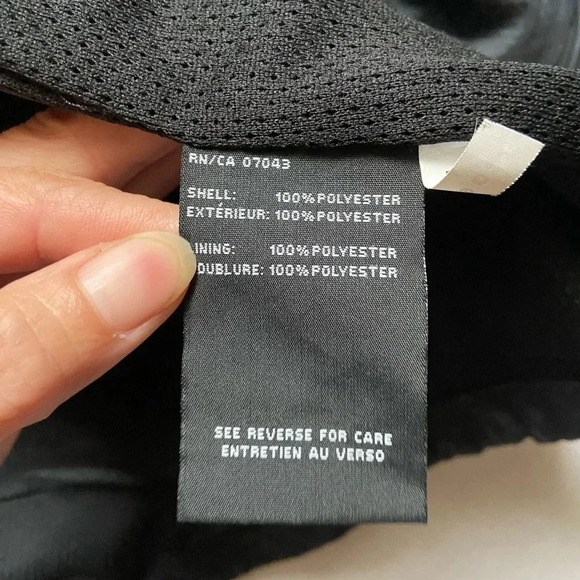 RN/CA 07043
SHELL: 100% POLYESTER
EXTÉRIEUR: 100% POLYESTER
INING: 100% POLYESTER
OUBLURE: 100% POLYESTER
SEE REVERSE FOR CARE
ENTRETIEN AU VERSO